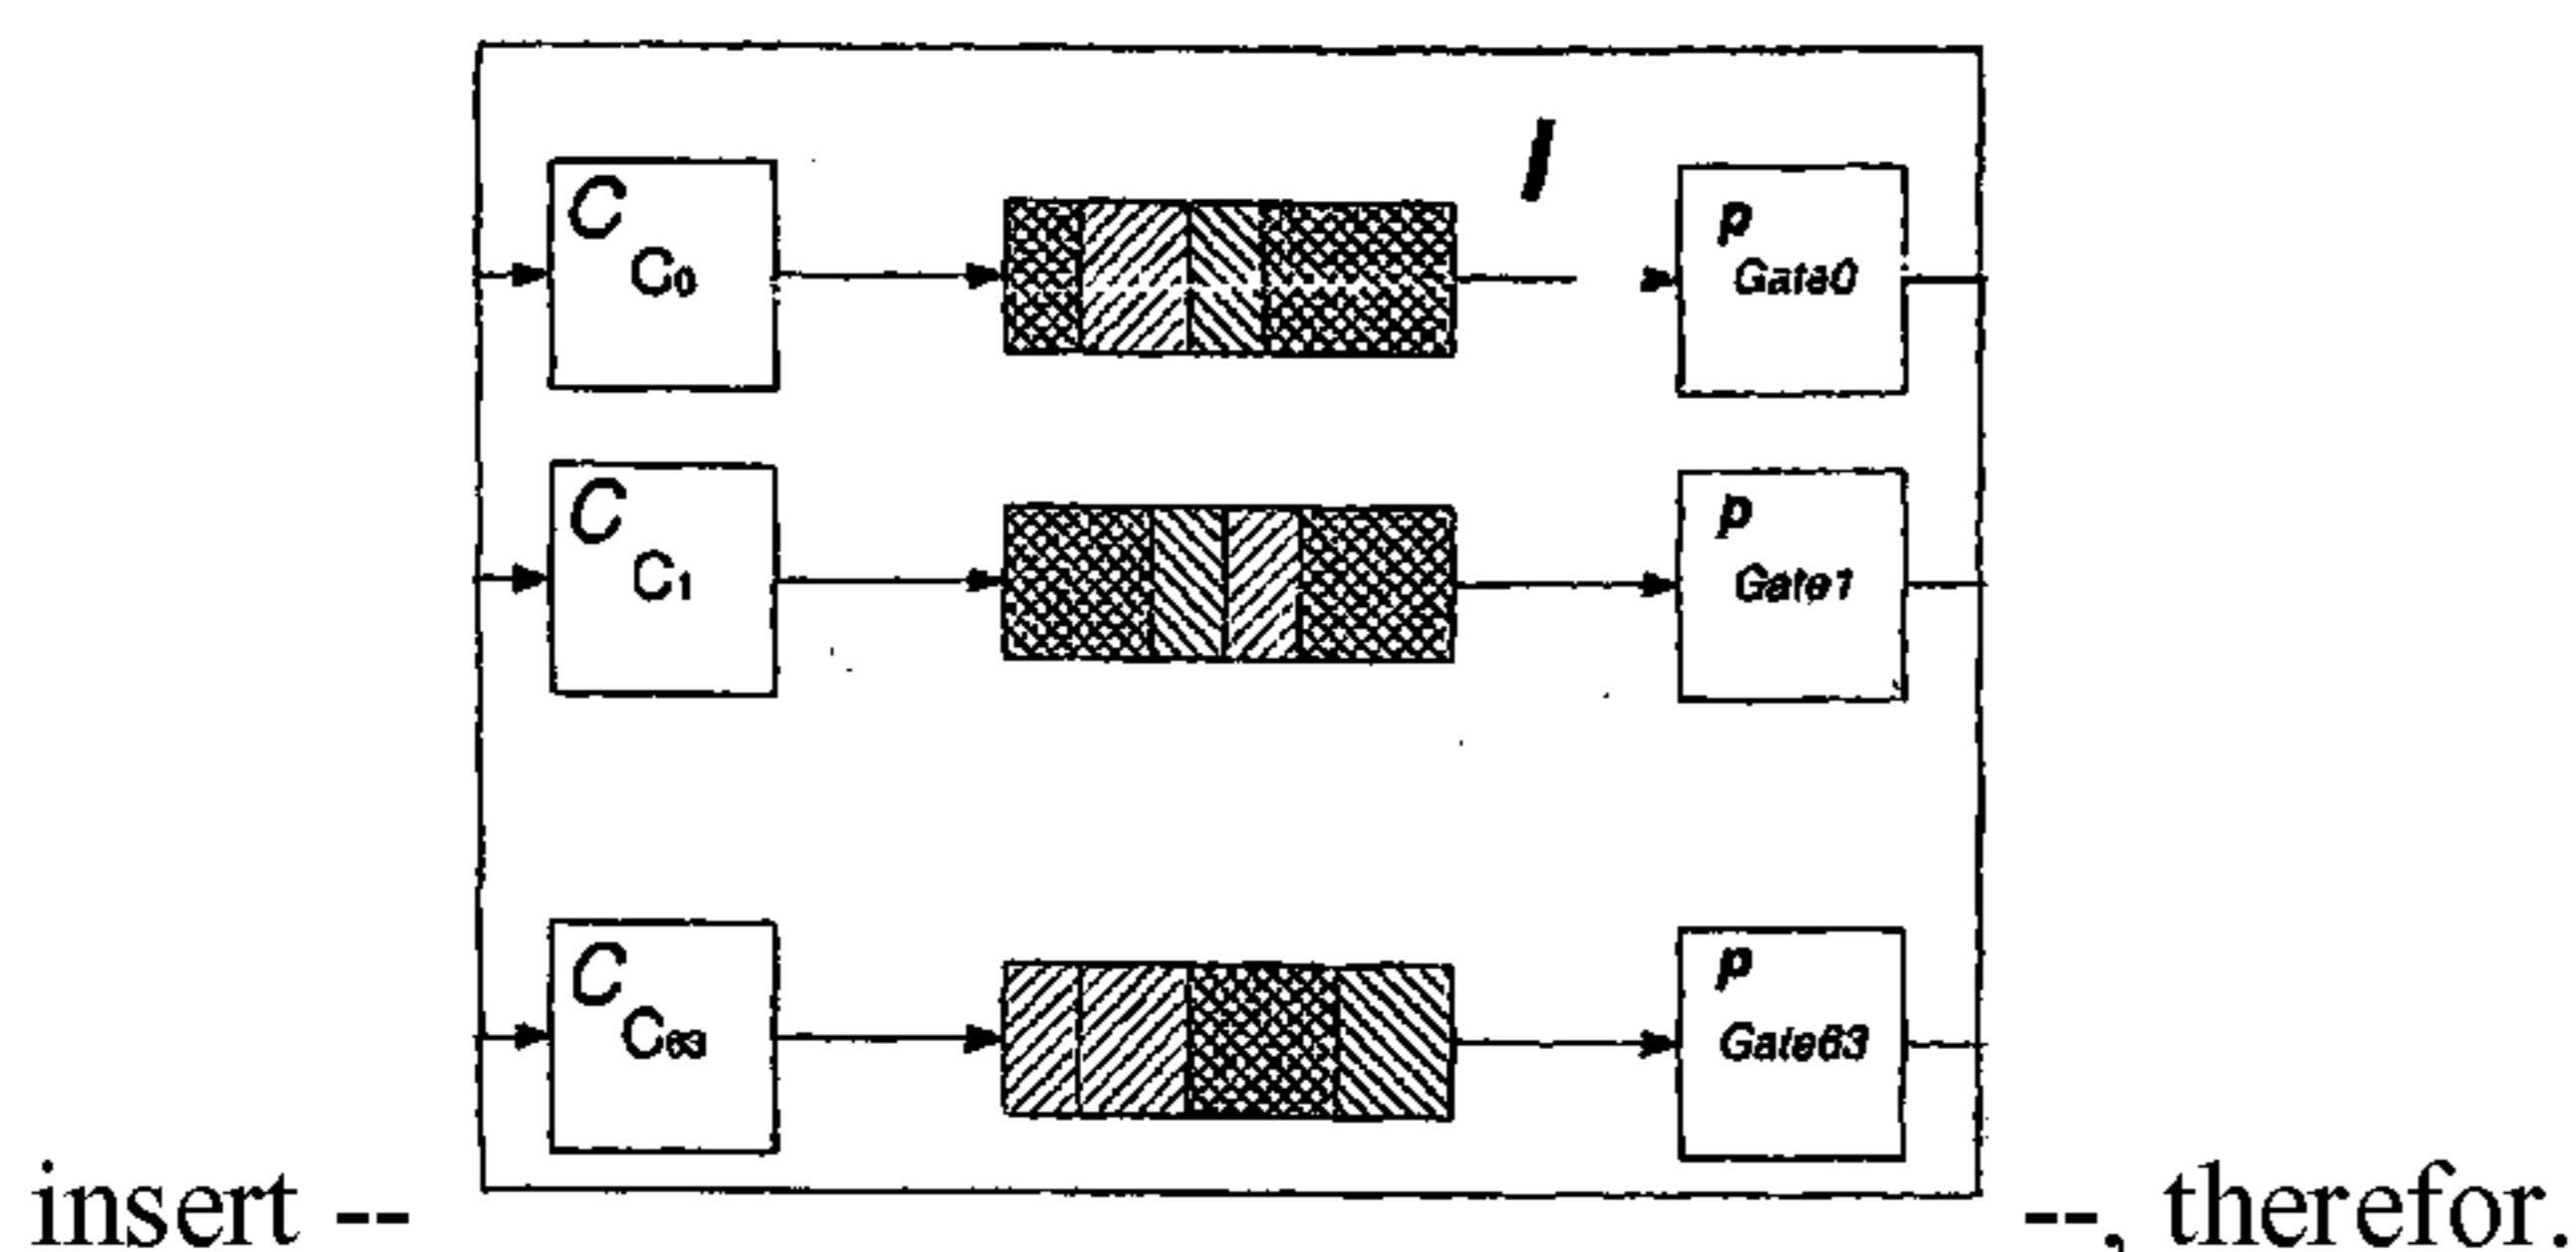 C
C0
p
Gate0
C
C1
p
Gate1
C
C63
p
Gate63
insert -- --, therefor.